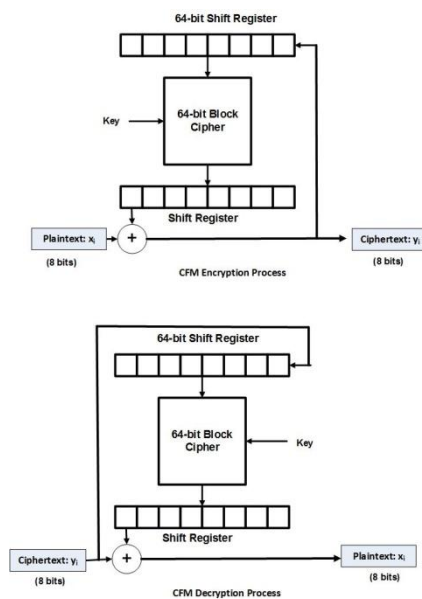 64-bit Shift Register
64-bit Block
Cipher
Key
Shift Register
Plaintext: xᵢ
(8 bits)
+
Ciphertext: yᵢ
(8 bits)
CFM Encryption Process
64-bit Shift Register
64-bit Block
Cipher
Key
Shift Register
Ciphertext: yᵢ
(8 bits)
+
Plaintext: xᵢ
(8 bits)
CFM Decryption Process